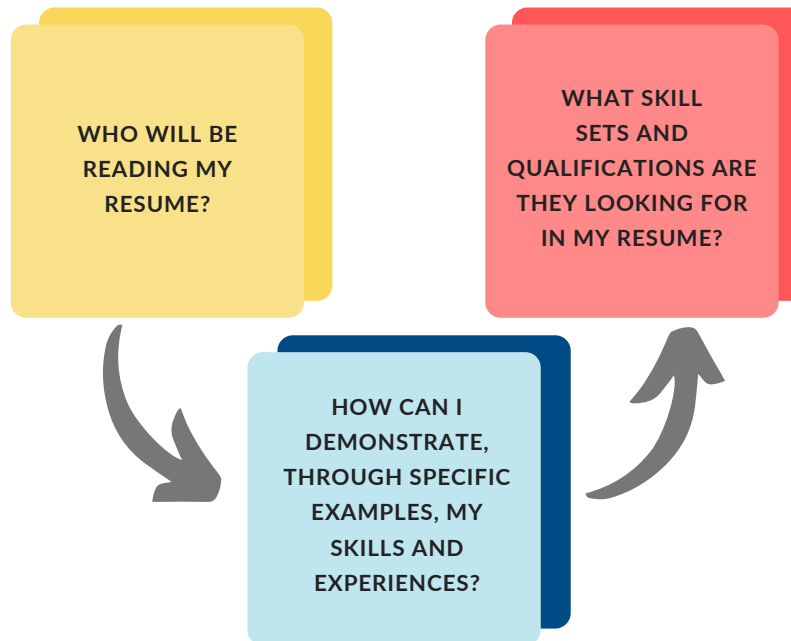 WHO WILL BE
READING MY
RESUME?
HOW CAN I
DEMONSTRATE,
THROUGH SPECIFIC
EXAMPLES, MY
SKILLS AND
EXPERIENCES?
WHAT SKILL
SETS AND
QUALIFICATIONS ARE
THEY LOOKING FOR
IN MY RESUME?